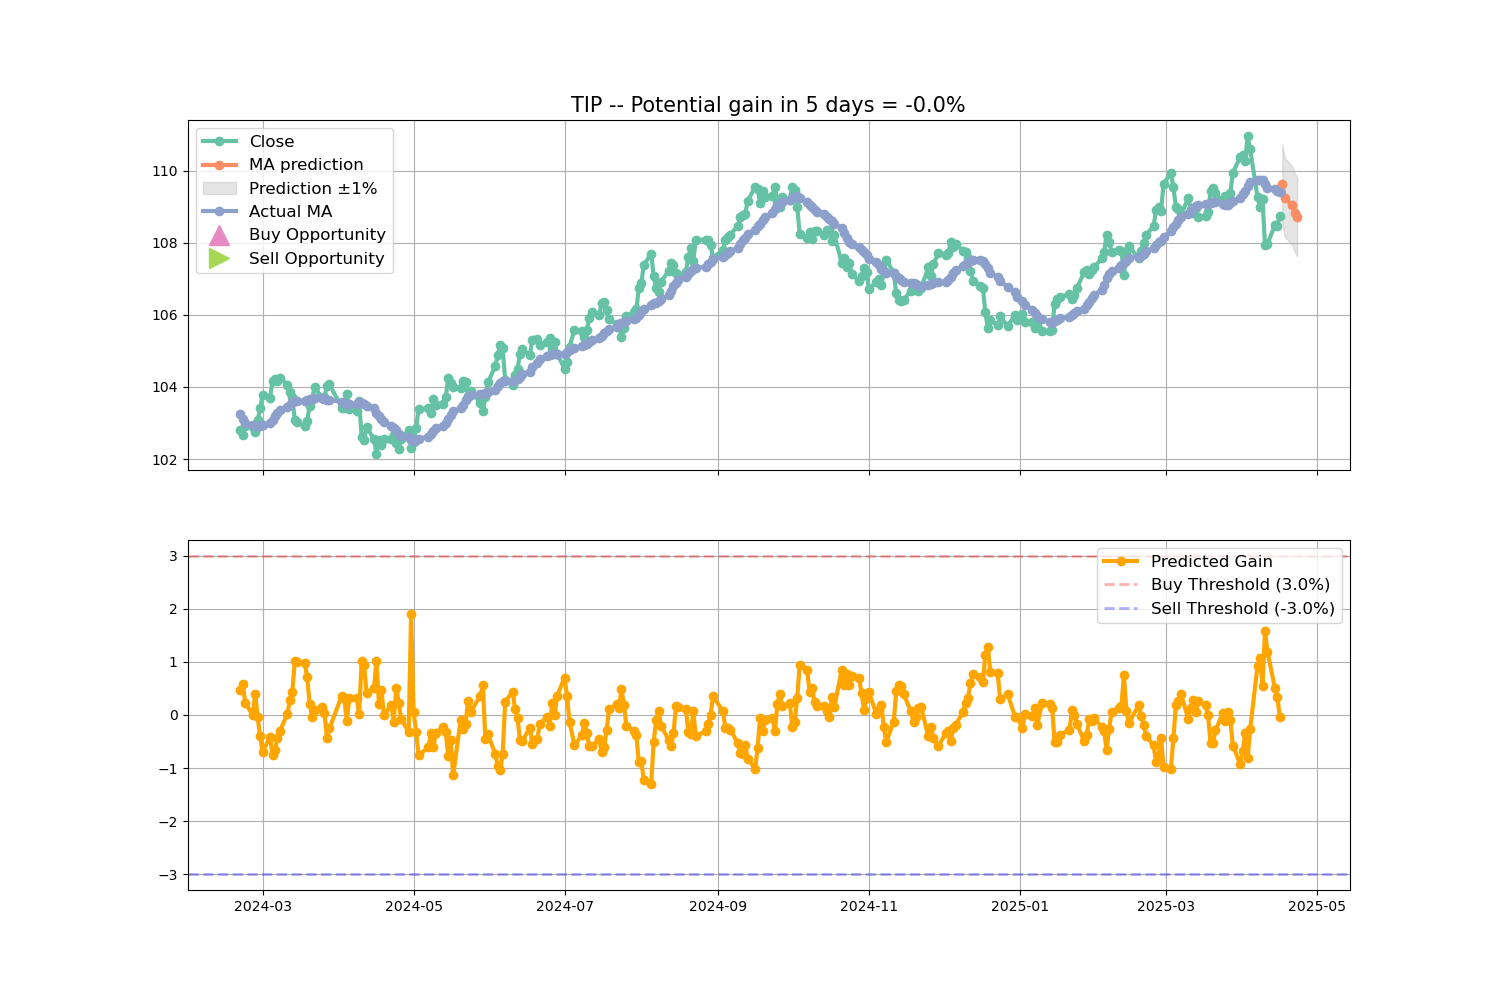 TIP -- Potential gain in 5 days = -0.0%
Close
MA prediction
Prediction ±1%
Actual MA
Buy Opportunity
Sell Opportunity
110
108
106
104
102
Predicted Gain
Buy Threshold (3.0%)
Sell Threshold (-3.0%)
3
2
1
0
−1
−2
−3
2024-03 2024-05 2024-07 2024-09 2024-11 2025-01 2025-03 2025-05